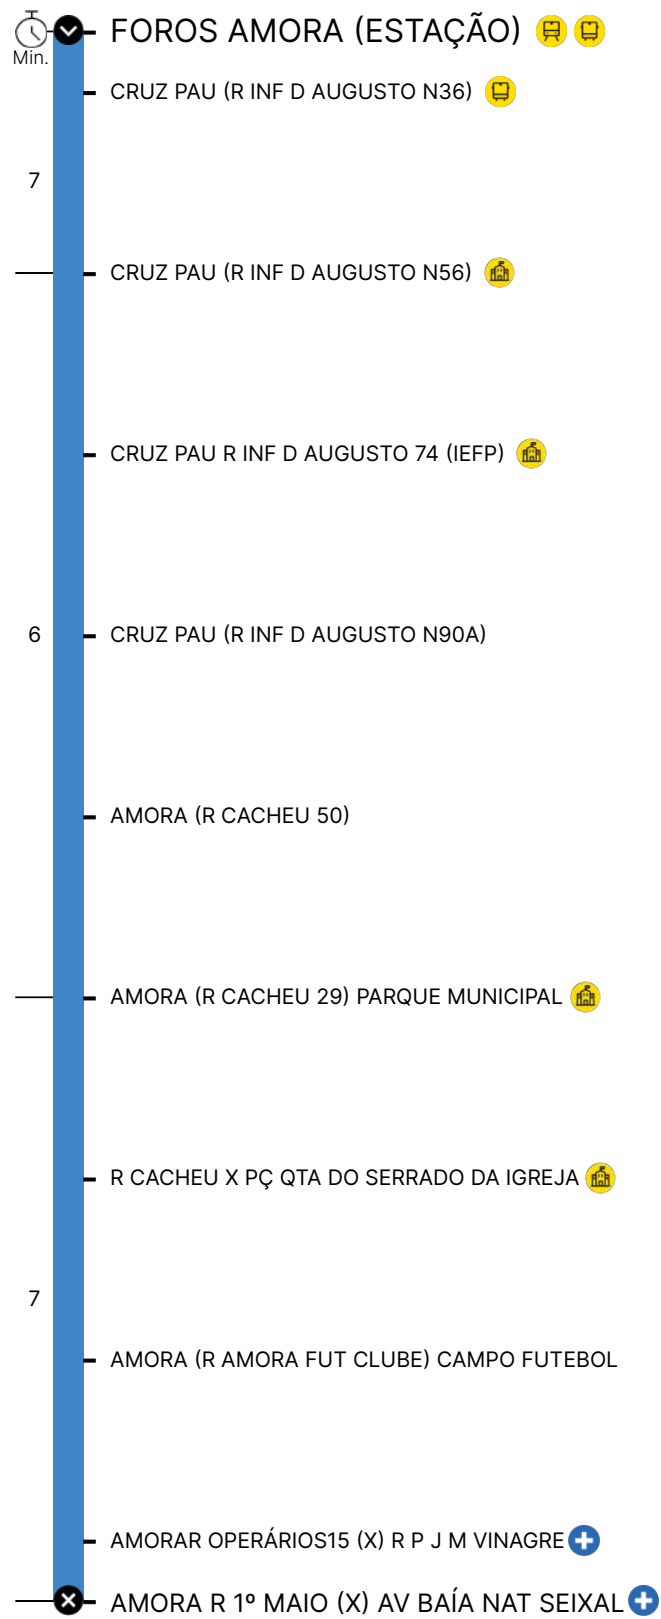 FOROS AMORA (ESTAÇÃO)
Min.
CRUZ PAU (R INF D AUGUSTO N36)
7
CRUZ PAU (R INF D AUGUSTO N56)
CRUZ PAU R INF D AUGUSTO 74 (IEFP)
6
CRUZ PAU (R INF D AUGUSTO N90A)
AMORA (R CACHEU 50)
AMORA (R CACHEU 29) PARQUE MUNICIPAL
R CACHEU X PÇ QTA DO SERRADO DA IGREJA
7
AMORA (R AMORA FUT CLUBE) CAMPO FUTEBOL
AMORAR OPERÁRIOS15 (X) R P J M VINAGRE
AMORA R 1º MAIO (X) AV BAÍA NAT SEIXAL